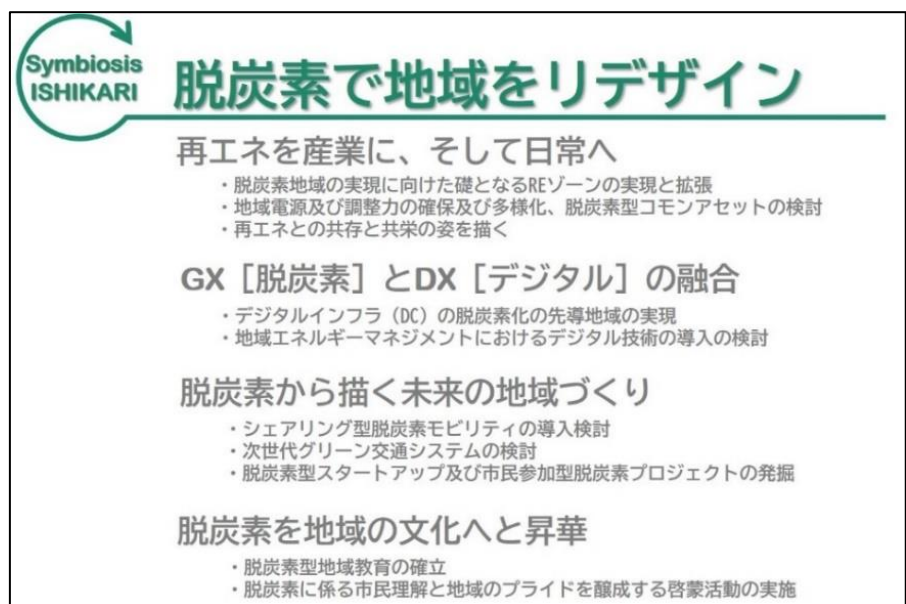 Symbiosis
ISHIKARI
脱炭素で地域をリデザイン
再エネを産業に、そして日常へ
・脱炭素地域の実現に向けた礎となるREゾーンの実現と拡張
・地域電源及び調整力の確保及び多様化、脱炭素型コモンアセットの検討
・再エネとの共存と共栄の姿を描く
GX［脱炭素］とDX［デジタル］の融合
・デジタルインフラ（DC）の脱炭素化の先導地域の実現
・地域エネルギーマネジメントにおけるデジタル技術の導入の検討
脱炭素から描く未来の地域づくり
・シェアリング型脱炭素モビリティの導入検討
・次世代グリーン交通システムの検討
・脱炭素型スタートアップ及び市民参加型脱炭素プロジェクトの発掘
脱炭素を地域の文化へと昇華
・脱炭素型地域教育の確立
・脱炭素に係る市民理解と地域のプライドを醸成する啓蒙活動の実施